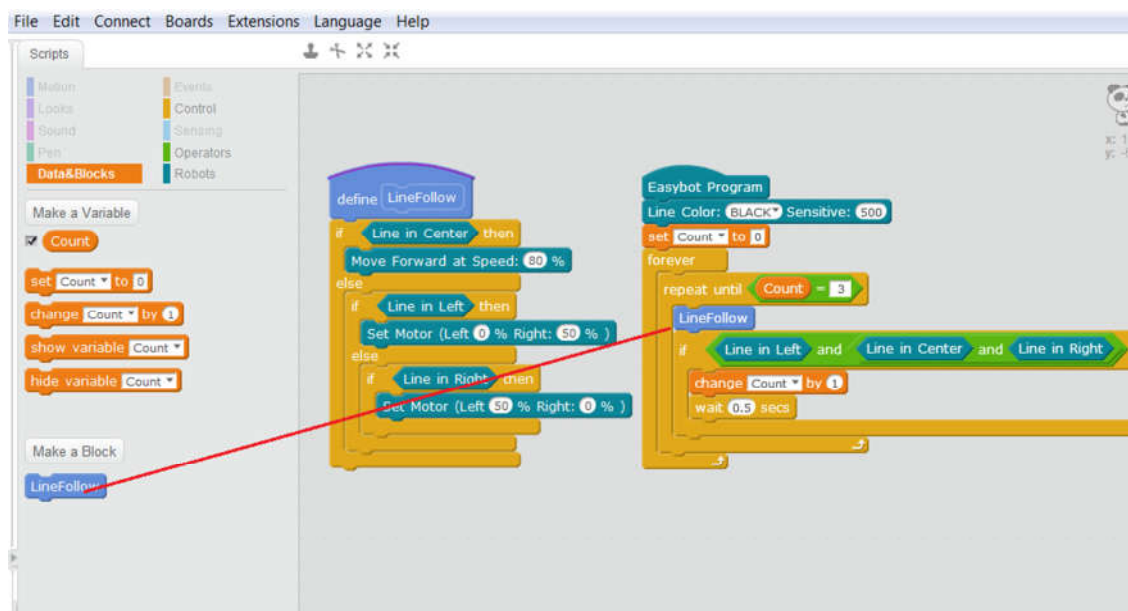 File Edit Connect Boards Extensions Language Help
Scripts
Motion
Events
Looks
Control
Sound
Sensing
Pen
Operators
Data&Blocks
Robots
Make a Variable
Count
set Count to 0
change Count by 1
show variable Count
hide variable Count
Make a Block
LineFollow
define LineFollow
if Line in Center then
Move Forward at Speed: 80 %
else
if Line in Left then
Set Motor (Left 0 % Right: 50 % )
else
if Line in Right then
Set Motor (Left 50 % Right: 0 % )
Easybot Program
Line Color: BLACK Sensitive: 500
set Count to 0
forever
repeat until Count = 3
LineFollow
if Line in Left and Line in Center and Line in Right
change Count by 1
wait 0.5 secs
x: 1